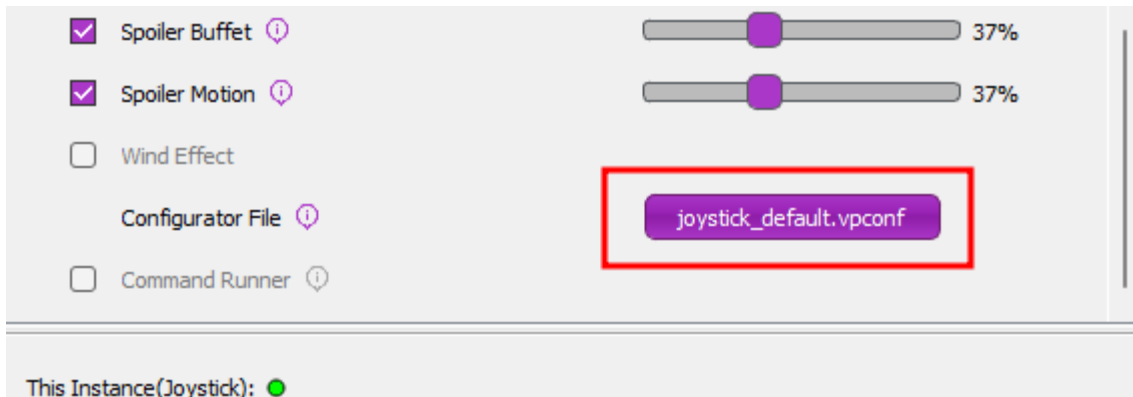 Spoiler Buffet 37%
Spoiler Motion 37%
Wind Effect
Configurator File joystick_default.vpconf
Command Runner
This Instance(Joystick):